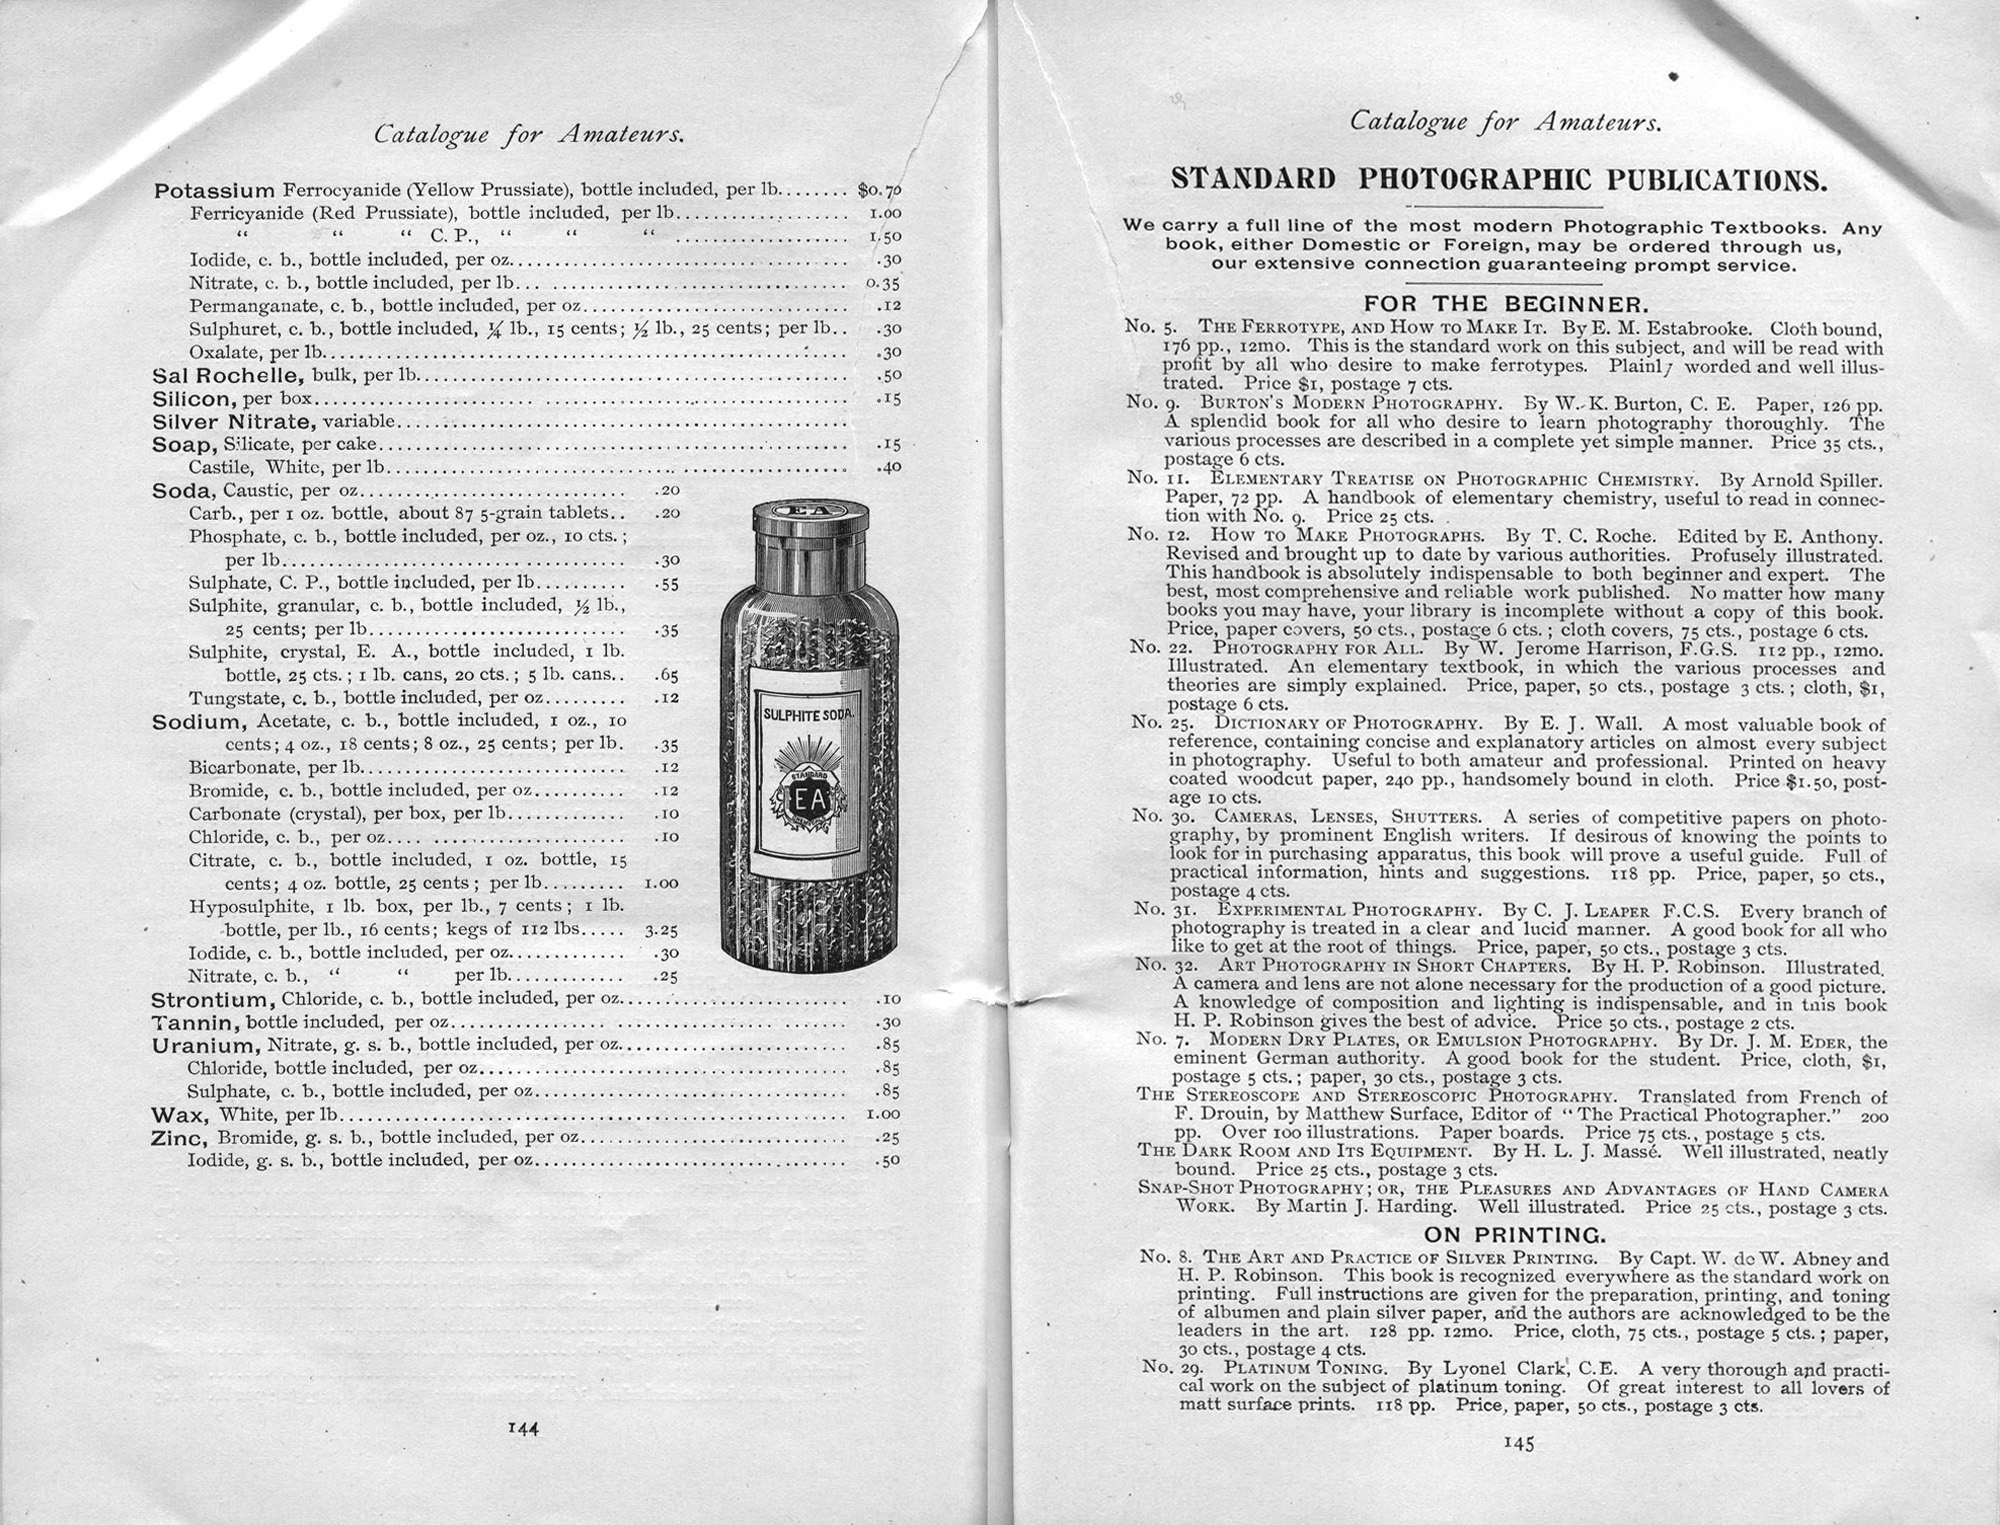 Catalogue for Amateurs.
Potassium Ferrocyanide (Yellow Prussiate), bottle included, per lb........ $0.70
Ferricyanide (Red Prussiate), bottle included, per lb................... 1.00
“ “ “ C. P., “ “ “ ................... 1.50
Iodide, c. b., bottle included, per oz..................................... .30
Nitrate, c. b., bottle included, per lb... ................................ 0.35
Permanganate, c. b., bottle included, per oz............................. .12
Sulphuret, c. b., bottle included, ¼ lb., 15 cents; ½ lb., 25 cents; per lb.. .30
Oxalate, per lb........................................................... .30
Sal Rochelle, bulk, per lb................................................ .50
Silicon, per box.......................................................... .15
Silver Nitrate, variable..................................................
Soap, Silicate, per cake.................................................. .15
Castile, White, per lb.................................................... .40
Soda, Caustic, per oz............................... .20
Carb., per 1 oz. bottle, about 87 5-grain tablets.. .20
Phosphate, c. b., bottle included, per oz., 10 cts.;
per lb................................... .30
Sulphate, C. P., bottle included, per lb.......... .55
Sulphite, granular, c. b., bottle included, ½ lb.,
25 cents; per lb............................ .35
Sulphite, crystal, E. A., bottle included, 1 lb.
bottle, 25 cts.; 1 lb. cans, 20 cts.; 5 lb. cans.. .65
Tungstate, c. b., bottle included, per oz......... .12
Sodium, Acetate, c. b., bottle included, 1 oz., 10
cents; 4 oz., 18 cents; 8 oz., 25 cents; per lb. .35
Bicarbonate, per lb............................ .12
Bromide, c. b., bottle included, per oz.......... .12
Carbonate (crystal), per box, per lb............. .10
Chloride, c. b., per oz.... ..................... .10
Citrate, c. b., bottle included, 1 oz. bottle, 15
cents; 4 oz. bottle, 25 cents; per lb......... 1.00
Hyposulphite, 1 lb. box, per lb., 7 cents; 1 lb.
bottle, per lb., 16 cents; kegs of 112 lbs..... 3.25
Iodide, c. b., bottle included, per oz............ .30
Nitrate, c. b., “ “ per lb............. .25
Strontium, Chloride, c. b., bottle included, per oz....................... .10
Tannin, bottle included, per oz................. ....................... .30
Uranium, Nitrate, g. s. b., bottle included, per oz....................... .85
Chloride, bottle included, per oz......................................... .85
Sulphate, c. b., bottle included, per oz.................................. .85
Wax, White, per lb........................................................ 1.00
Zinc, Bromide, g. s. b., bottle included, per oz.......................... .25
Iodide, g. s. b., bottle included, per oz................................. .50
EA
SULPHITE SODA.
STANDARD
EA
144
Catalogue for Amateurs.
STANDARD PHOTOGRAPHIC PUBLICATIONS.
We carry a full line of the most modern Photographic Textbooks. Any
book, either Domestic or Foreign, may be ordered through us,
our extensive connection guaranteeing prompt service.
FOR THE BEGINNER.
No. 5. THE FERROTYPE, AND HOW TO MAKE IT. By E. M. Estabrooke. Cloth bound,
176 pp., 12mo. This is the standard work on this subject, and will be read with
profit by all who desire to make ferrotypes. Plainly worded and well illus-
trated. Price $1, postage 7 cts.
No. 9. BURTON'S MODERN PHOTOGRAPHY. By W. K. Burton, C. E. Paper, 126 pp.
A splendid book for all who desire to learn photography thoroughly. The
various processes are described in a complete yet simple manner. Price 35 cts.,
postage 6 cts.
No. 11. ELEMENTARY TREATISE ON PHOTOGRAPHIC CHEMISTRY. By Arnold Spiller.
Paper, 72 pp. A handbook of elementary chemistry, useful to read in connec-
tion with No. 9. Price 25 cts.
No. 12. HOW TO MAKE PHOTOGRAPHS. By T. C. Roche. Edited by E. Anthony.
Revised and brought up to date by various authorities. Profusely illustrated.
This handbook is absolutely indispensable to both beginner and expert. The
best, most comprehensive and reliable work published. No matter how many
books you may have, your library is incomplete without a copy of this book.
Price, paper covers, 50 cts., postage 6 cts.; cloth covers, 75 cts., postage 6 cts.
No. 22. PHOTOGRAPHY FOR ALL. By W. Jerome Harrison, F.G.S. 112 pp., 12mo.
Illustrated. An elementary textbook, in which the various processes and
theories are simply explained. Price, paper, 50 cts., postage 3 cts.; cloth, $1,
postage 6 cts.
No. 25. DICTIONARY OF PHOTOGRAPHY. By E. J. Wall. A most valuable book of
reference, containing concise and explanatory articles on almost every subject
in photography. Useful to both amateur and professional. Printed on heavy
coated woodcut paper, 240 pp., handsomely bound in cloth. Price $1.50, post-
age 10 cts.
No. 30. CAMERAS, LENSES, SHUTTERS. A series of competitive papers on photo-
graphy, by prominent English writers. If desirous of knowing the points to
look for in purchasing apparatus, this book will prove a useful guide. Full of
practical information, hints and suggestions. 118 pp. Price, paper, 50 cts.,
postage 4 cts.
No. 31. EXPERIMENTAL PHOTOGRAPHY. By C. J. LEAPER F.C.S. Every branch of
photography is treated in a clear and lucid manner. A good book for all who
like to get at the root of things. Price, paper, 50 cts., postage 3 cts.
No. 32. ART PHOTOGRAPHY IN SHORT CHAPTERS. By H. P. Robinson. Illustrated.
A camera and lens are not alone necessary for the production of a good picture.
A knowledge of composition and lighting is indispensable, and in this book
H. P. Robinson gives the best of advice. Price 50 cts., postage 2 cts.
No. 7. MODERN DRY PLATES, OR EMULSION PHOTOGRAPHY. By Dr. J. M. EDER, the
eminent German authority. A good book for the student. Price, cloth, $1,
postage 5 cts.; paper, 30 cts., postage 3 cts.
THE STEREOSCOPE AND STEREOSCOPIC PHOTOGRAPHY. Translated from French of
F. Drouin, by Matthew Surface, Editor of “The Practical Photographer.” 200
pp. Over 100 illustrations. Paper boards. Price 75 cts., postage 5 cts.
THE DARK ROOM AND ITS EQUIPMENT. By H. L. J. Massé. Well illustrated, neatly
bound. Price 25 cts., postage 3 cts.
SNAP-SHOT PHOTOGRAPHY; OR, THE PLEASURES AND ADVANTAGES OF HAND CAMERA
WORK. By Martin J. Harding. Well illustrated. Price 25 cts., postage 3 cts.
ON PRINTING.
No. 8. THE ART AND PRACTICE OF SILVER PRINTING. By Capt. W. de W. Abney and
H. P. Robinson. This book is recognized everywhere as the standard work on
printing. Full instructions are given for the preparation, printing, and toning
of albumen and plain silver paper, and the authors are acknowledged to be the
leaders in the art. 128 pp. 12mo. Price, cloth, 75 cts., postage 5 cts.; paper,
30 cts., postage 4 cts.
No. 29. PLATINUM TONING. By Lyonel Clark, C.E. A very thorough and practi-
cal work on the subject of platinum toning. Of great interest to all lovers of
matt surface prints. 118 pp. Price, paper, 50 cts., postage 3 cts.
145